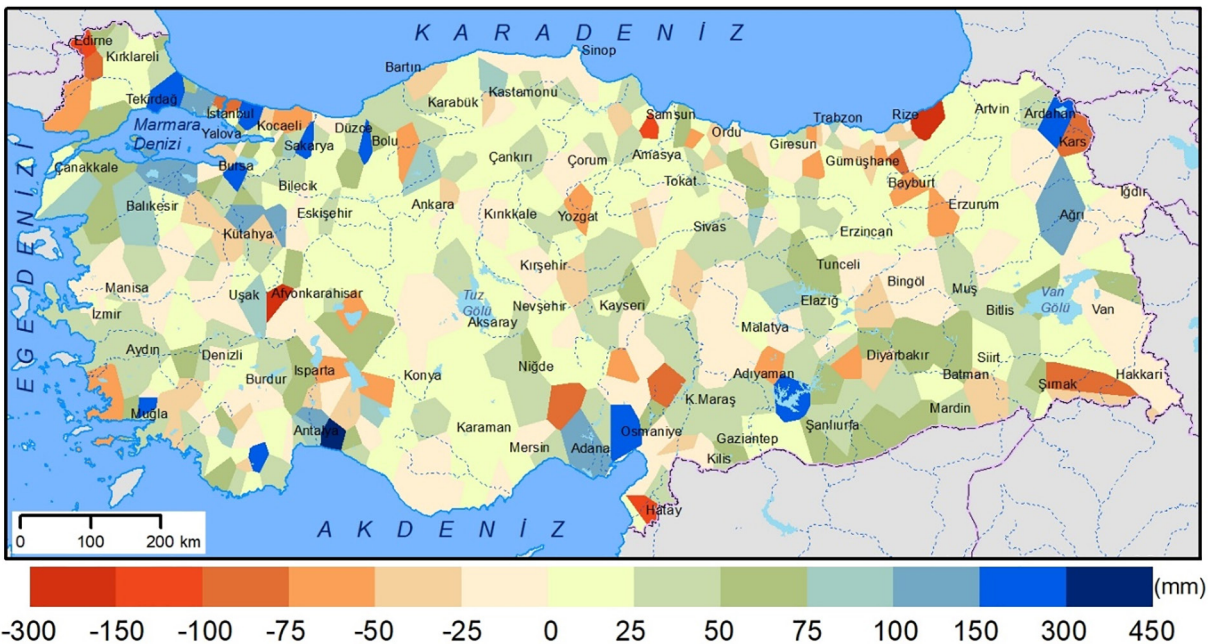 KARADENİZ
Edirne
Kırklareli
Sinop
Bartın
Kastamonu
Karabük
Tekirdağ
İstanbul
Marmara
Denizi
Yalova
Kocaeli
Düzce
Sakarya
Bolu
Samsun
Ordu
Trabzon
Rize
Artvin
Ardahan
Kars
Giresun
Gümüşhane
Çanakkale
Bursa
Bilecik
Çankırı
Çorum
Amasya
Tokat
Bayburt
Iğdır
Balıkesir
Kütahya
Eskişehir
Ankara
Kırıkkale
Yozgat
Sivas
Erzincan
Erzurum
Ağrı
EGE DENİZİ
Manisa
Uşak
Afyonkarahisar
Kırşehir
Tunceli
Bingöl
Muş
İzmir
Tuz
Gölü
Nevşehir
Kayseri
Aksaray
Elazığ
Malatya
Bitlis
Van
Gölü
Van
Aydın
Denizli
Burdur
Isparta
Konya
Niğde
Adıyaman
Diyarbakır
Batman
Siirt
Şırnak
Hakkari
Muğla
Antalya
Karaman
Mersin
Adana
Osmaniye
K.Maraş
Gaziantep
Kilis
Şanlıurfa
Mardin
Hatay
AKDENİZ
0 100 200 km
(mm)
-300 -150 -100 -75 -50 -25 0 25 50 75 100 150 300 450